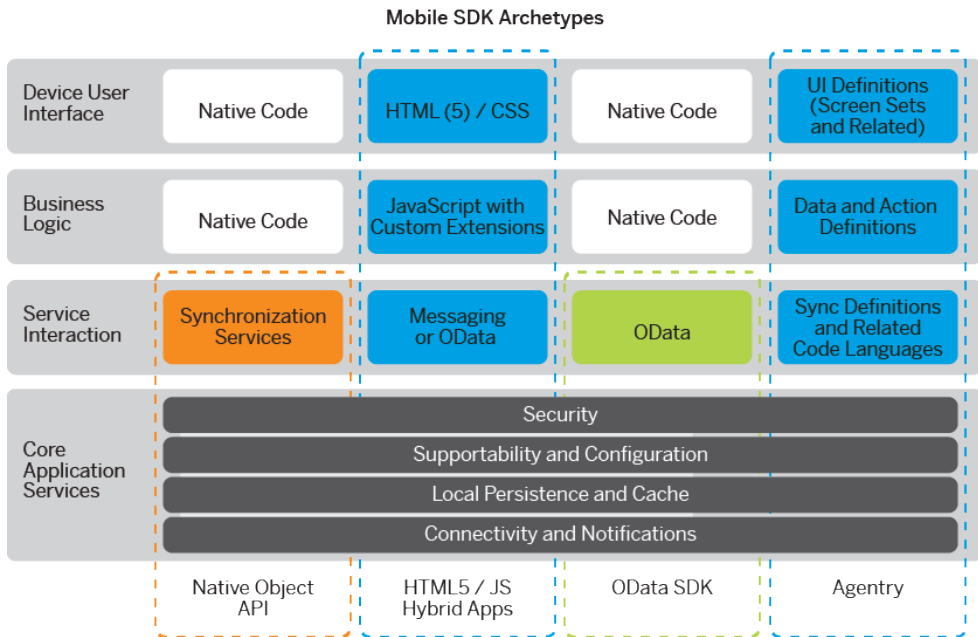 Mobile SDK Archetypes
Device User
Interface
Native Code
HTML (5) / CSS
Native Code
UI Definitions
(Screen Sets
and Related)
Business
Logic
Native Code
JavaScript with
Custom Extensions
Native Code
Data and Action
Definitions
Service
Interaction
Synchronization
Services
Messaging
or OData
OData
Sync Definitions
and Related
Code Languages
Core
Application
Services
Security
Supportability and Configuration
Local Persistence and Cache
Connectivity and Notifications
Native Object
API
HTML5 / JS
Hybrid Apps
OData SDK
Agentry